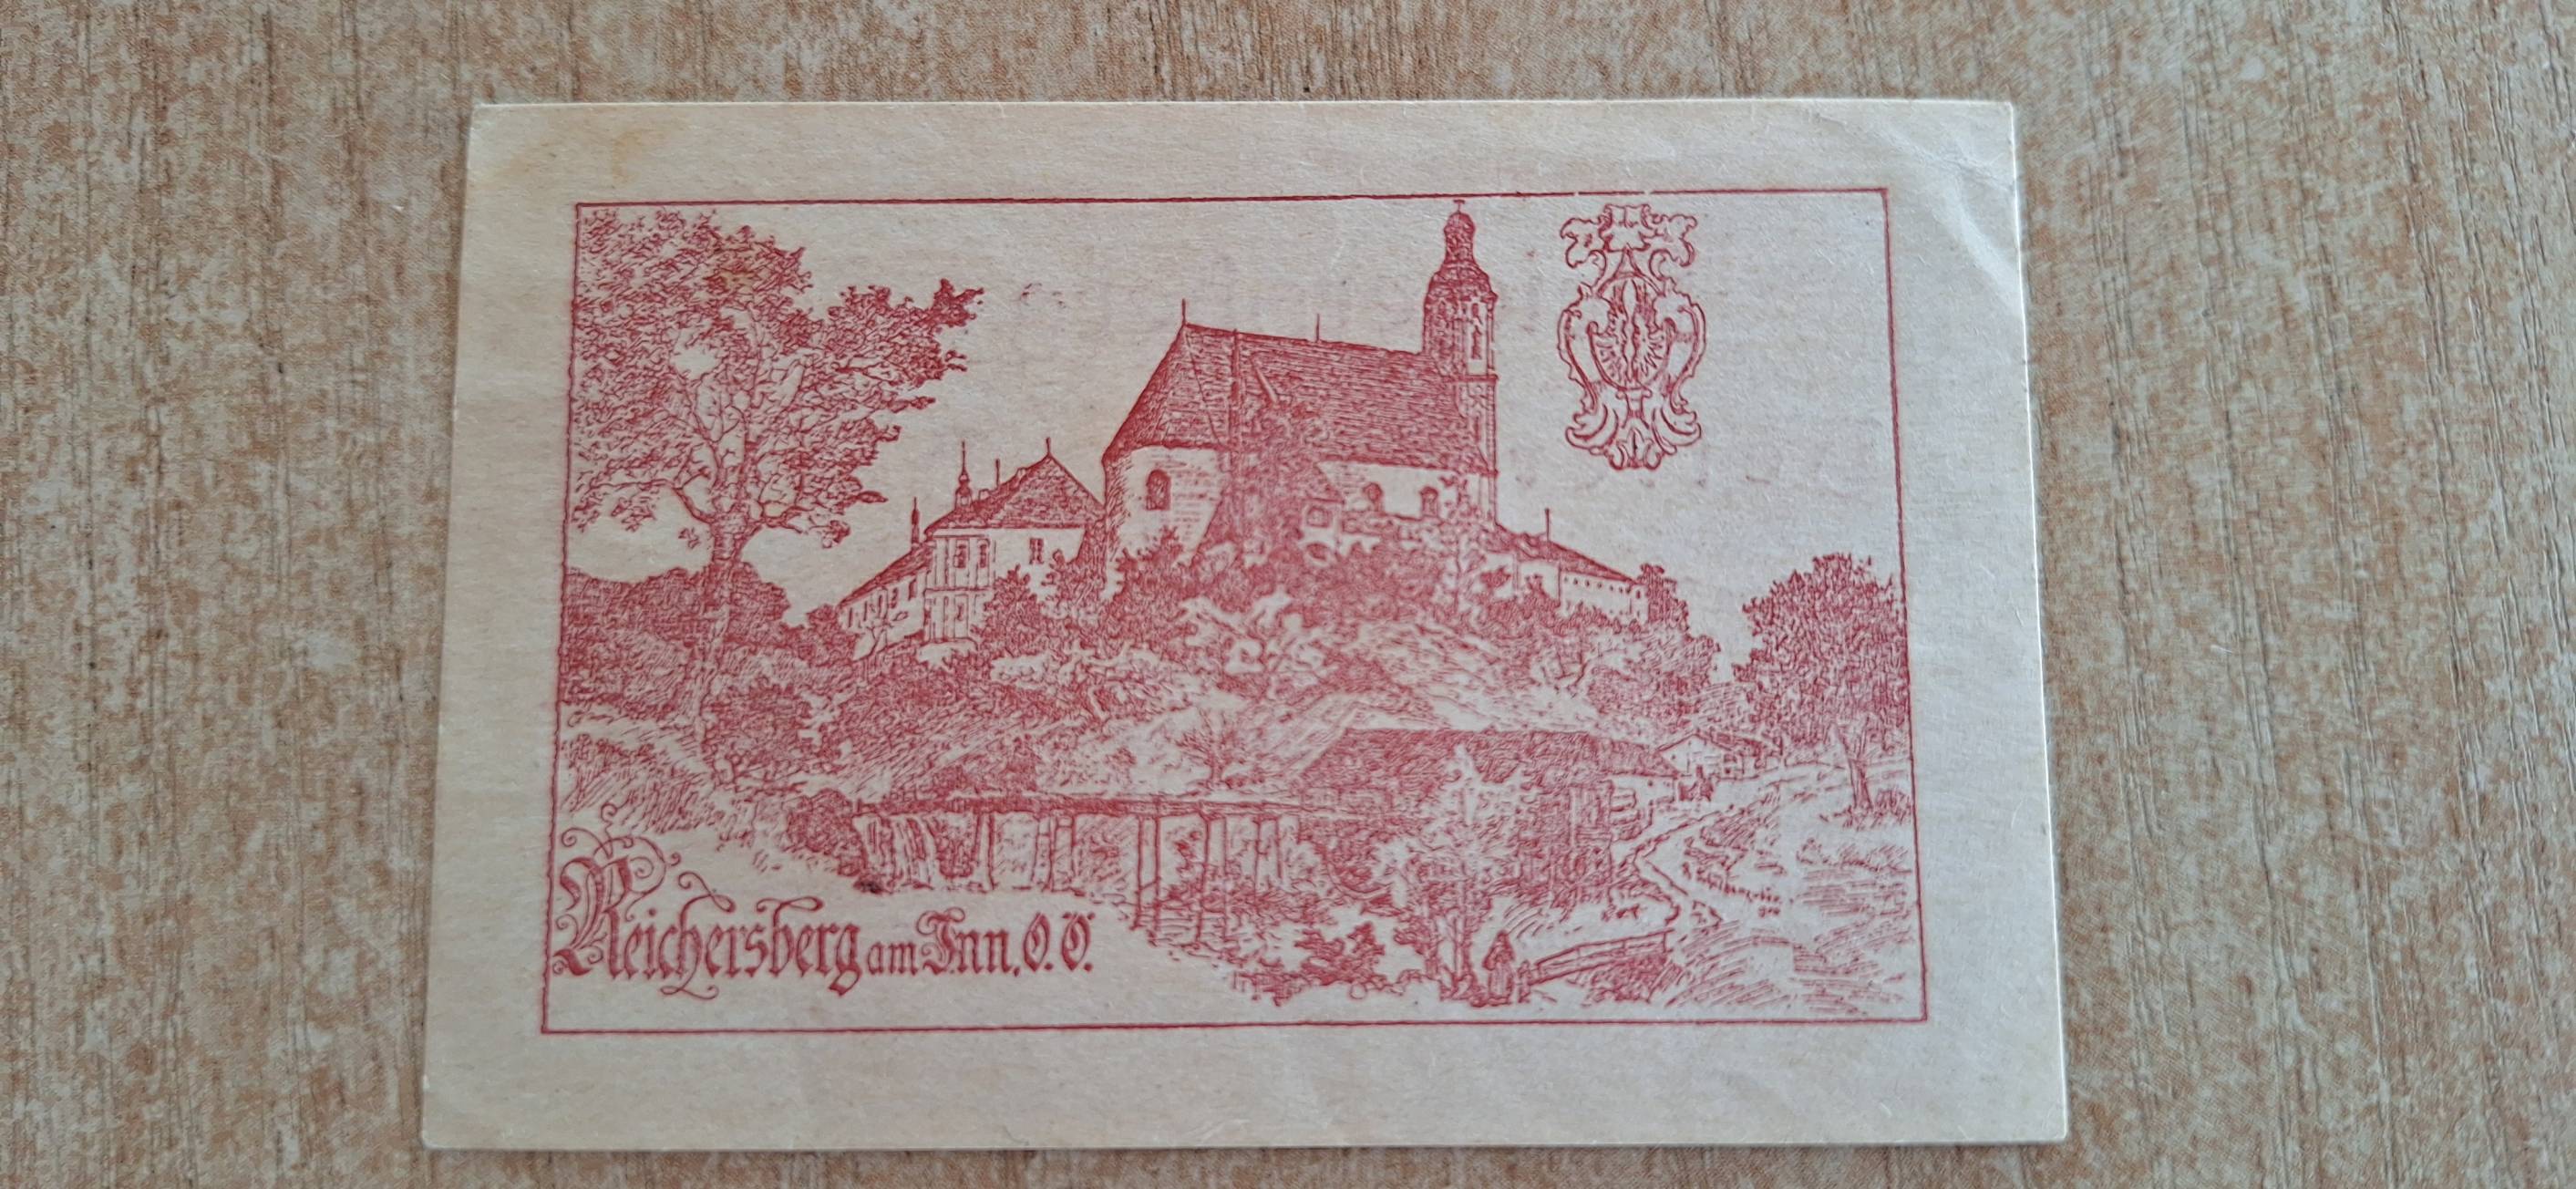 Reichersberg am Inn, O. Ö.